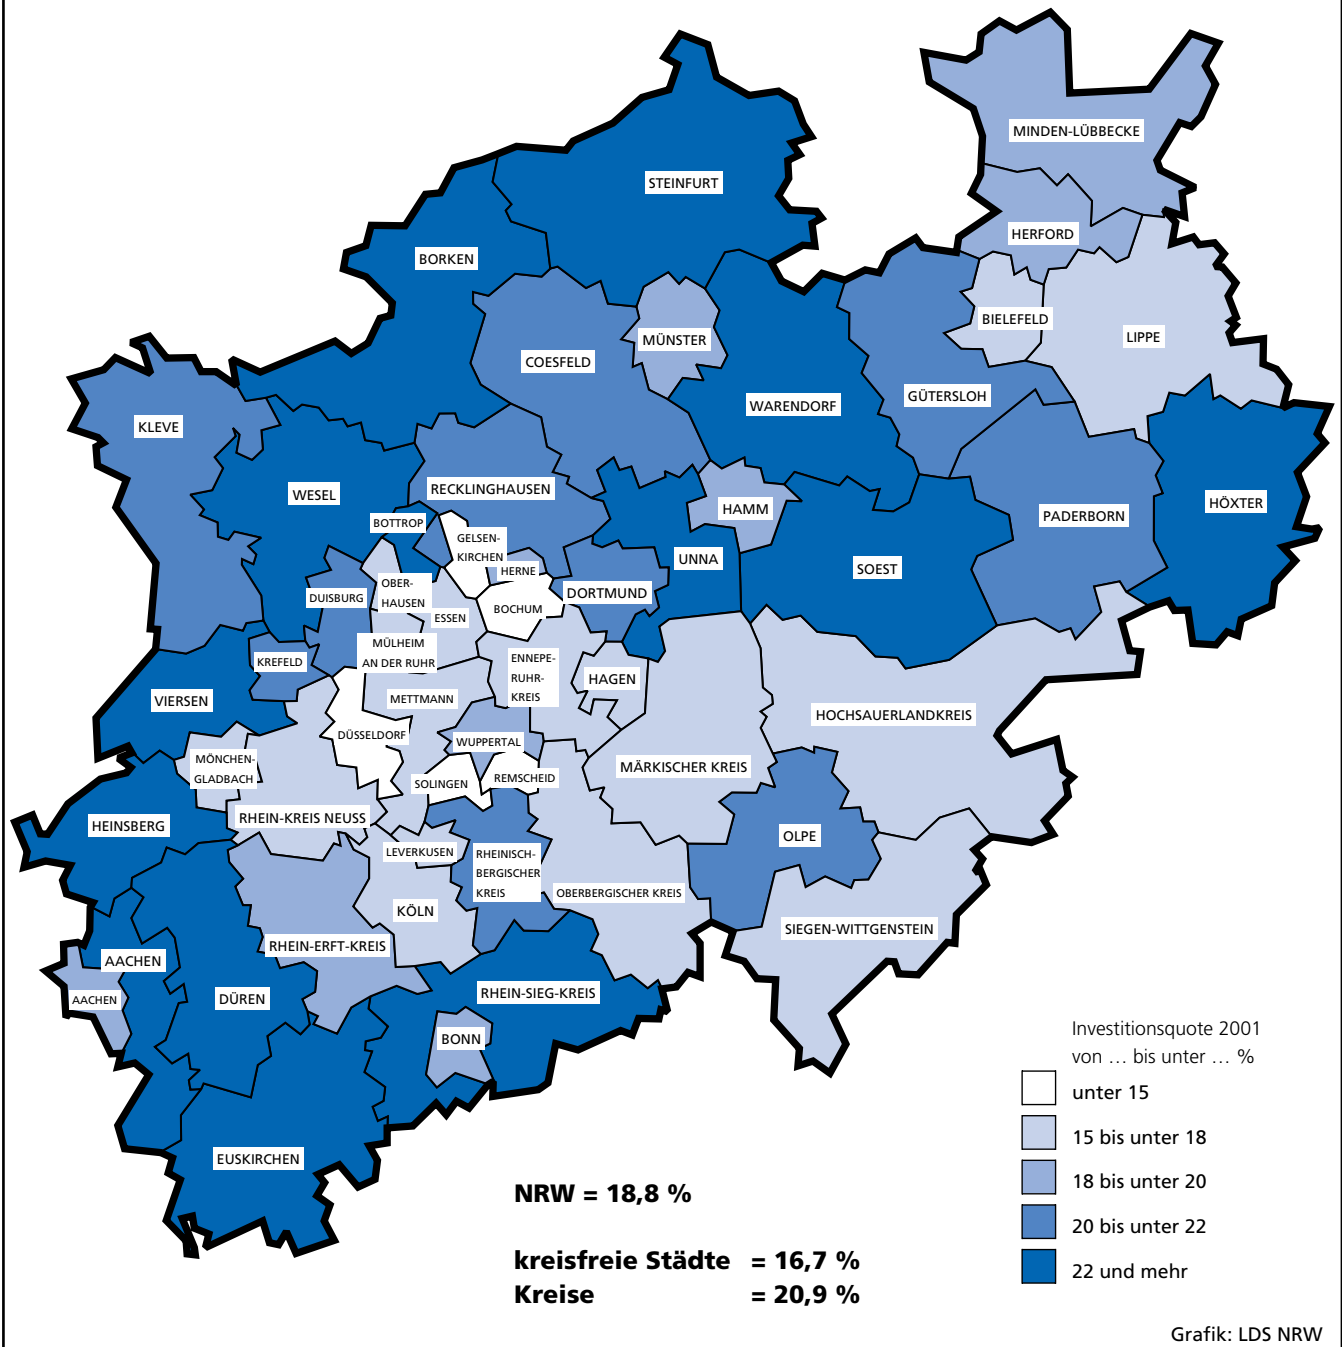 MINDEN-LÜBBECKE
STEINFURT
HERFORD
BORKEN
BIELEFELD
LIPPE
MÜNSTER
COESFELD
GÜTERSLOH
WARENDORF
KLEVE
RECKLINGHAUSEN
WESEL
HÖXTER
HAMM
PADERBORN
BOTTROP
GELSEN-
KIRCHEN
UNNA
SOEST
HERNE
OBER-
HAUSEN
DORTMUND
DUISBURG
BOCHUM
ESSEN
MÜLHEIM
AN DER RUHR
KREFELD
ENNEPE-
RUHR-
KREIS
HAGEN
VIERSEN
METTMANN
HOCHSAUERLANDKREIS
DÜSSELDORF
WUPPERTAL
MÖNCHEN-
GLADBACH
MÄRKISCHER KREIS
SOLINGEN
REMSCHEID
RHEIN-KREIS NEUSS
HEINSBERG
OLPE
LEVERKUSEN
RHEINISCH-
BERGISCHER
KREIS
OBERBERGISCHER KREIS
KÖLN
SIEGEN-WITTGENSTEIN
RHEIN-ERFT-KREIS
AACHEN
AACHEN
DÜREN
RHEIN-SIEG-KREIS
BONN
EUSKIRCHEN
Investitionsquote 2001
von … bis unter … %
unter 15
15 bis unter 18
18 bis unter 20
20 bis unter 22
22 und mehr
NRW = 18,8 %
kreisfreie Städte = 16,7 %
Kreise = 20,9 %
Grafik: LDS NRW